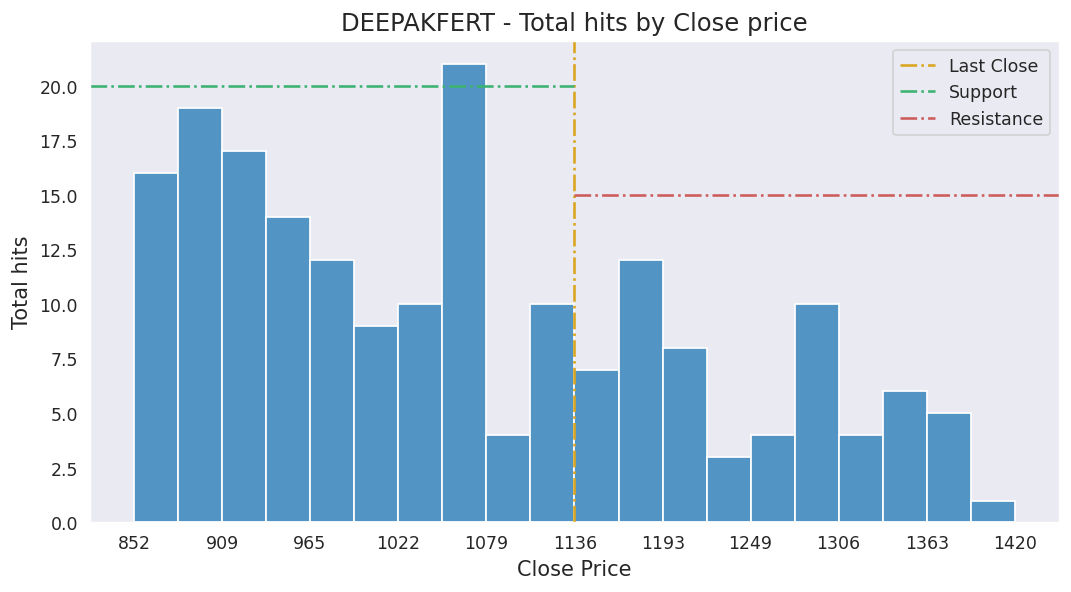 DEEPAKFERT - Total hits by Close price
Last Close
Support
Resistance
Total hits
20.0
17.5
15.0
12.5
10.0
7.5
5.0
2.5
0.0
852 909 965 1022 1079 1136 1193 1249 1306 1363 1420
Close Price